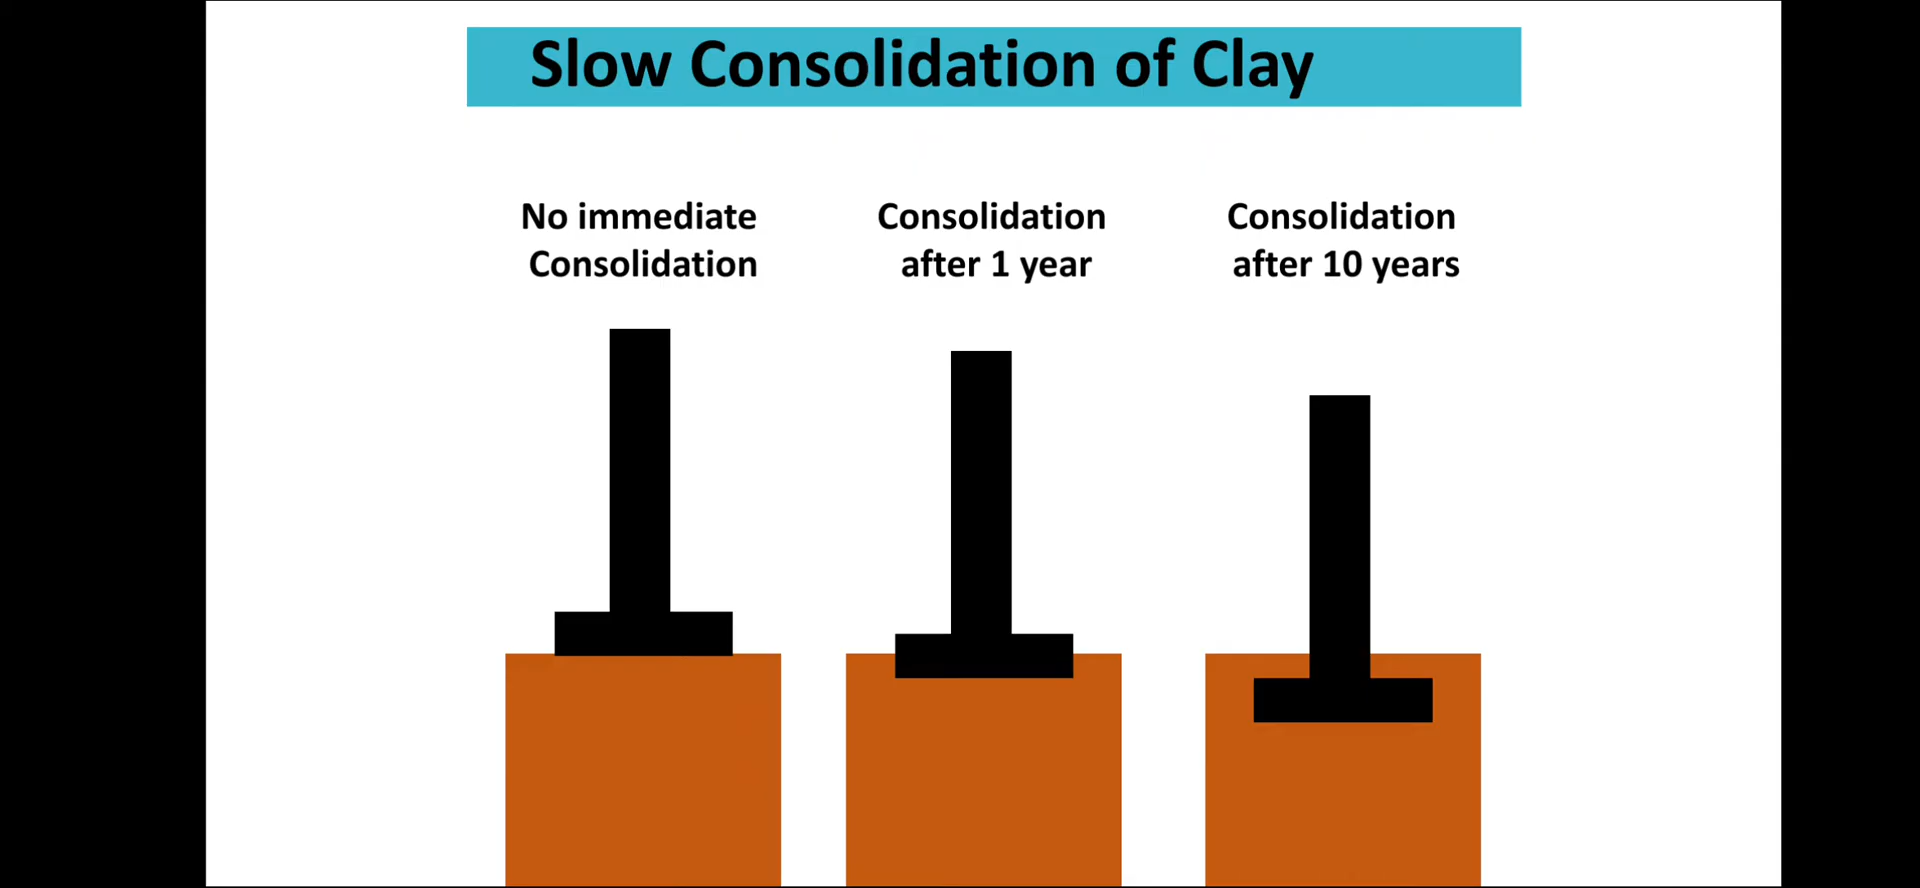 Slow Consolidation of Clay
No immediate
Consolidation
Consolidation
after 1 year
Consolidation
after 10 years